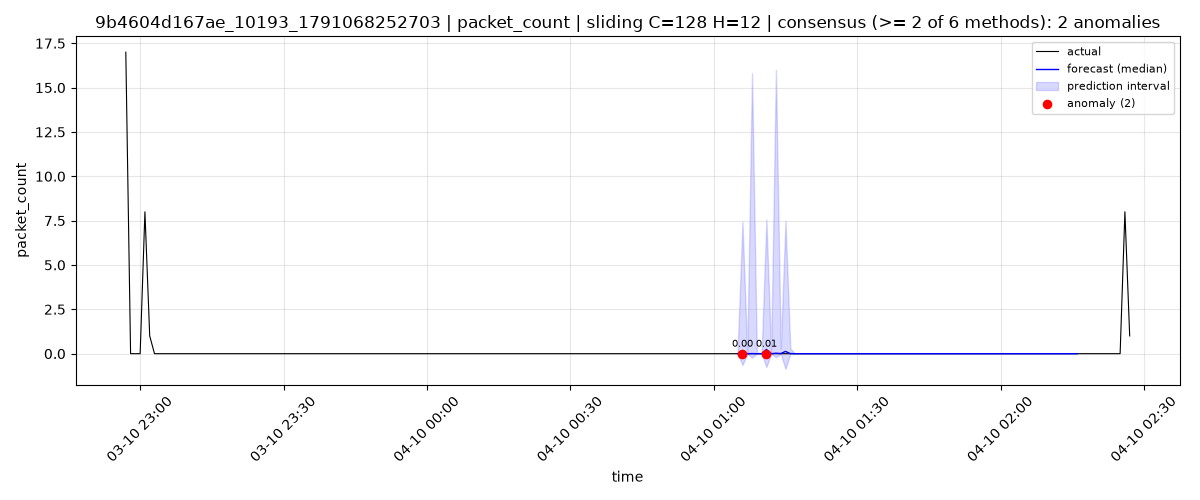 9b4604d167ae_10193_1791068252703 | packet_count | sliding C=128 H=12 | consensus (>= 2 of 6 methods): 2 anomalies
packet_count
17.5
15.0
12.5
10.0
7.5
5.0
2.5
0.0
actual
forecast (median)
prediction interval
anomaly (2)
0.00 0.01
03-10 23:00
03-10 23:30
04-10 00:00
04-10 00:30
04-10 01:00
04-10 01:30
04-10 02:00
04-10 02:30
time